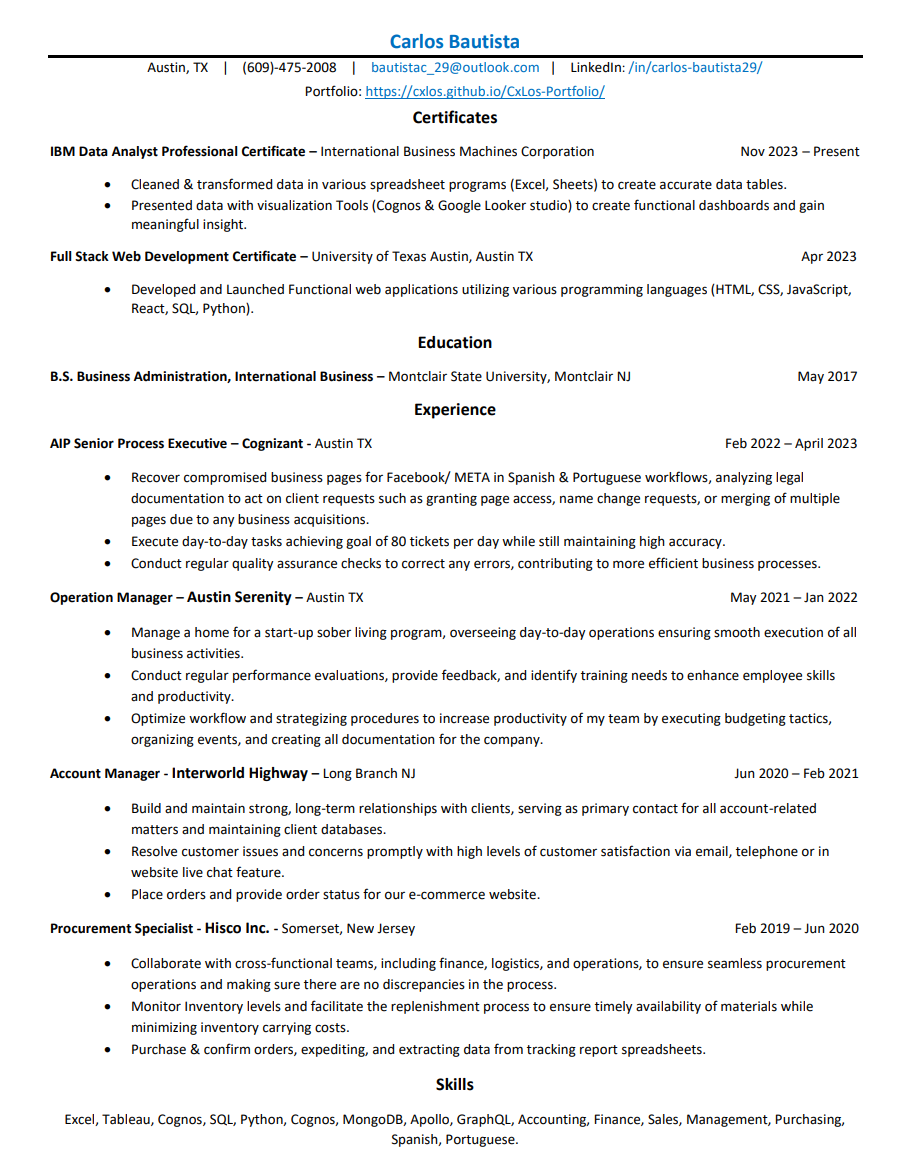 Carlos Bautista
Austin, TX | (609)-475-2008 | bautistac_29@outlook.com | LinkedIn: /in/carlos-bautista29/
Portfolio: https://cxlos.github.io/CxLos-Portfolio/
Certificates
IBM Data Analyst Professional Certificate – International Business Machines Corporation Nov 2023 – Present
• Cleaned & transformed data in various spreadsheet programs (Excel, Sheets) to create accurate data tables.
• Presented data with visualization Tools (Cognos & Google Looker studio) to create functional dashboards and gain
meaningful insight.
Full Stack Web Development Certificate – University of Texas Austin, Austin TX Apr 2023
• Developed and Launched Functional web applications utilizing various programming languages (HTML, CSS, JavaScript,
React, SQL, Python).
Education
B.S. Business Administration, International Business – Montclair State University, Montclair NJ May 2017
Experience
AIP Senior Process Executive – Cognizant - Austin TX Feb 2022 – April 2023
• Recover compromised business pages for Facebook/ META in Spanish & Portuguese workflows, analyzing legal
documentation to act on client requests such as granting page access, name change requests, or merging of multiple
pages due to any business acquisitions.
• Execute day-to-day tasks achieving goal of 80 tickets per day while still maintaining high accuracy.
• Conduct regular quality assurance checks to correct any errors, contributing to more efficient business processes.
Operation Manager – Austin Serenity – Austin TX May 2021 – Jan 2022
• Manage a home for a start-up sober living program, overseeing day-to-day operations ensuring smooth execution of all
business activities.
• Conduct regular performance evaluations, provide feedback, and identify training needs to enhance employee skills
and productivity.
• Optimize workflow and strategizing procedures to increase productivity of my team by executing budgeting tactics,
organizing events, and creating all documentation for the company.
Account Manager - Interworld Highway – Long Branch NJ Jun 2020 – Feb 2021
• Build and maintain strong, long-term relationships with clients, serving as primary contact for all account-related
matters and maintaining client databases.
• Resolve customer issues and concerns promptly with high levels of customer satisfaction via email, telephone or in
website live chat feature.
• Place orders and provide order status for our e-commerce website.
Procurement Specialist - Hisco Inc. - Somerset, New Jersey Feb 2019 – Jun 2020
• Collaborate with cross-functional teams, including finance, logistics, and operations, to ensure seamless procurement
operations and making sure there are no discrepancies in the process.
• Monitor Inventory levels and facilitate the replenishment process to ensure timely availability of materials while
minimizing inventory carrying costs.
• Purchase & confirm orders, expediting, and extracting data from tracking report spreadsheets.
Skills
Excel, Tableau, Cognos, SQL, Python, Cognos, MongoDB, Apollo, GraphQL, Accounting, Finance, Sales, Management, Purchasing,
Spanish, Portuguese.